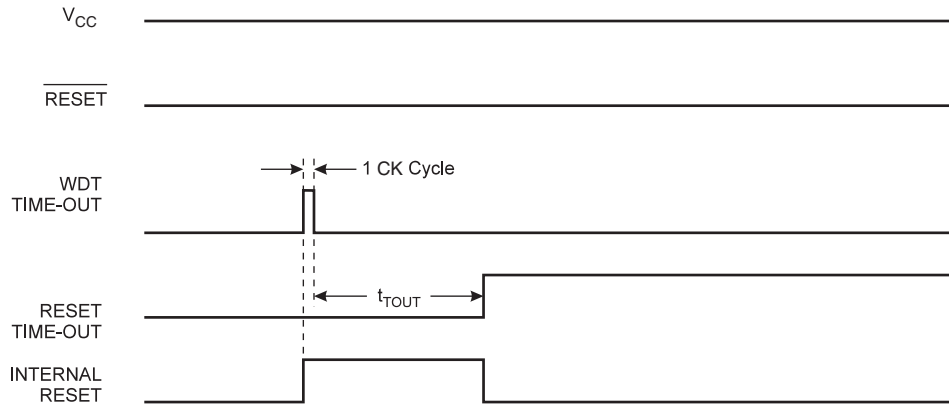 VCC
RESET
1 CK Cycle
WDT
TIME-OUT
tTOUT
RESET
TIME-OUT
INTERNAL
RESET